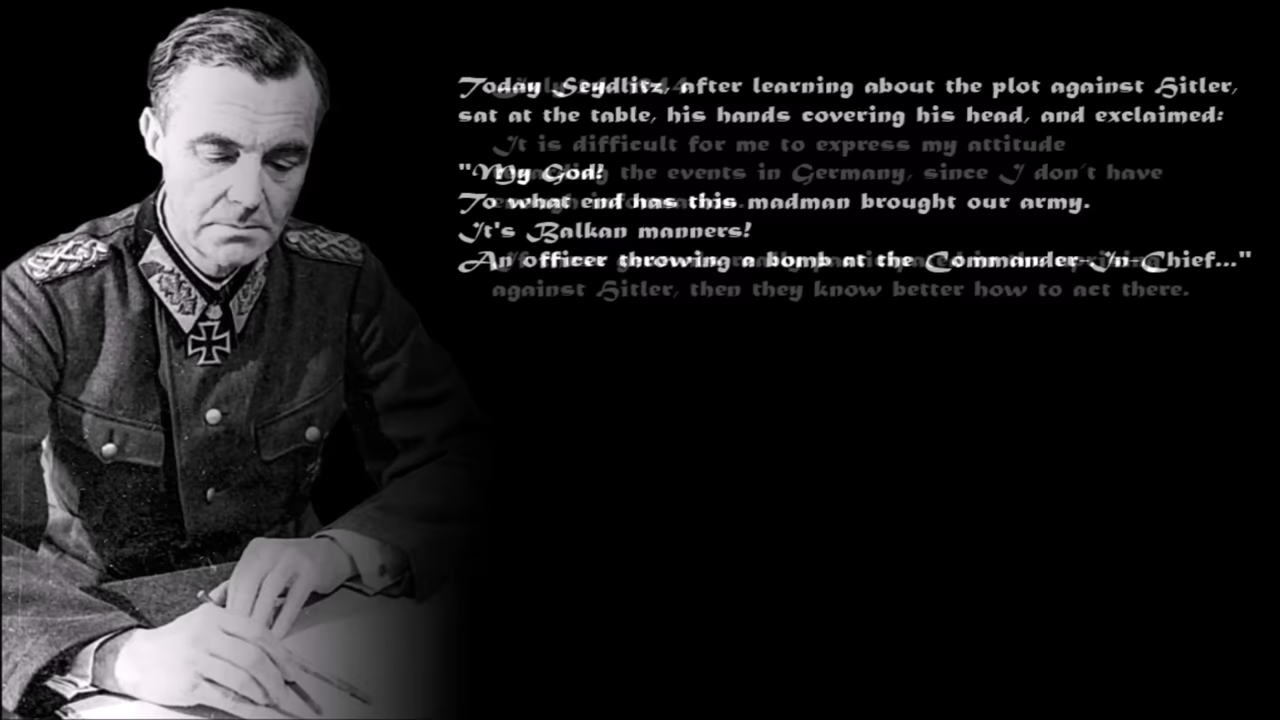 Today Seydlitz, after learning about the plot against Hitler,
sat at the table, his hands covering his head, and exclaimed:
It is difficult for me to express my attitude
"My God!
the events in Germany, since I don't have
To what end has this madman brought our army.
It's Balkan manners!
An officer throwing a bomb at the Commander-In-Chief..."
against Hitler, then they know better how to act there.